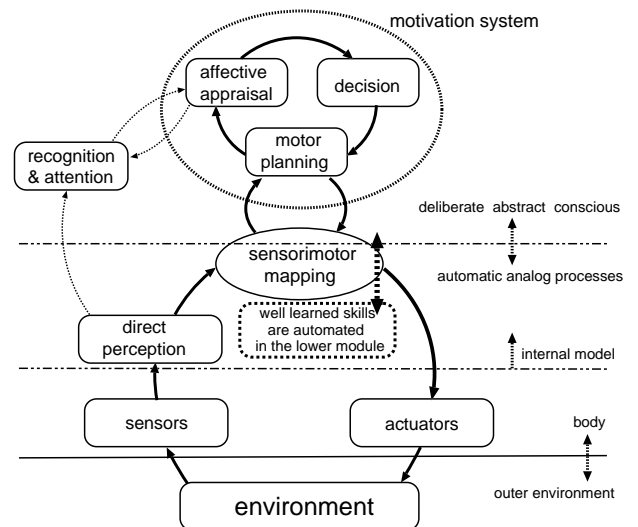 motivation system
affective
appraisal
decision
motor
planning
recognition
& attention
deliberate abstract conscious
sensorimotor
mapping
automatic analog processes
well learned skills
are automated
in the lower module
direct
perception
internal model
sensors
actuators
body
environment
outer environment